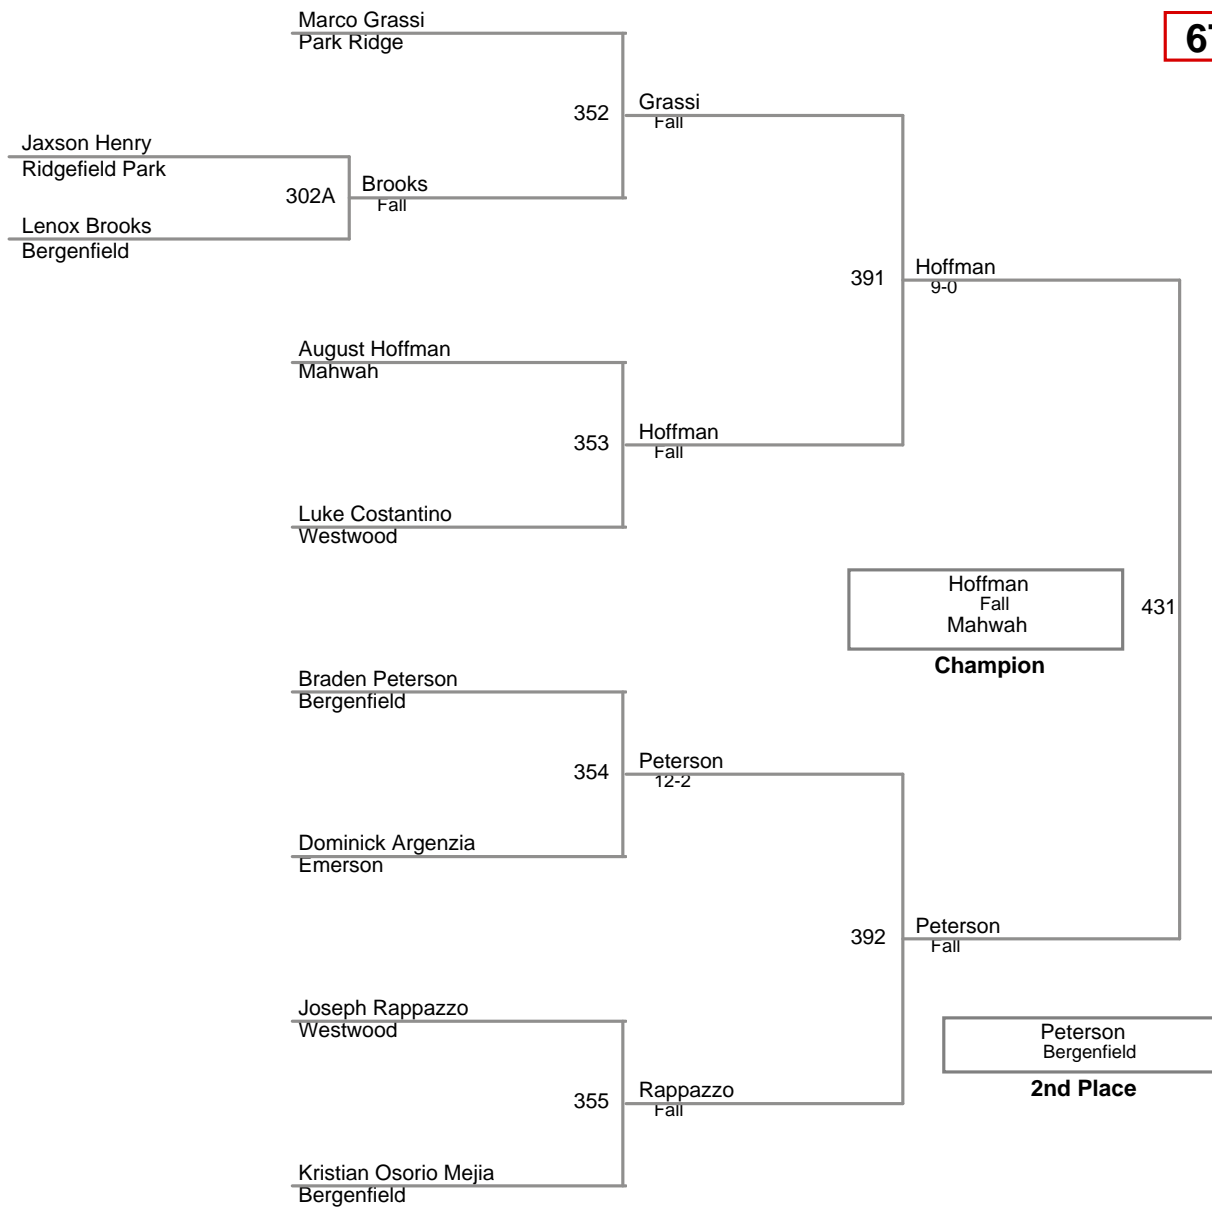 Marco Grassi
Park Ridge
352
Grassi
Fall
Jaxson Henry
Ridgefield Park
302A
Brooks
Fall
Lenox Brooks
Bergenfield
391
Hoffman
9-0
August Hoffman
Mahwah
353
Hoffman
Fall
Luke Costantino
Westwood
Hoffman
Fall
Mahwah
Champion
431
Braden Peterson
Bergenfield
354
Peterson
12-2
Dominick Argenzia
Emerson
392
Peterson
Fall
Joseph Rappazzo
Westwood
355
Rappazzo
Fall
Peterson
Bergenfield
2nd Place
Kristian Osorio Mejia
Bergenfield